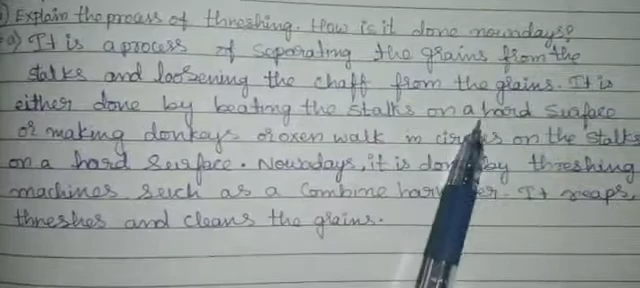 ) Explain the process of threshing. How is it done nowdays?
a) It is a process of seperating the grains from the
stalks and loosening the chaff from the grains. It is
either done by beating the stalks on a hard surface
or making donkeys or oxen walk in circles on the stalks
on a hard surface. Nowadays, it is done by threshing
machines such as a combine harvester. It reaps,
threshes and cleans the grains.